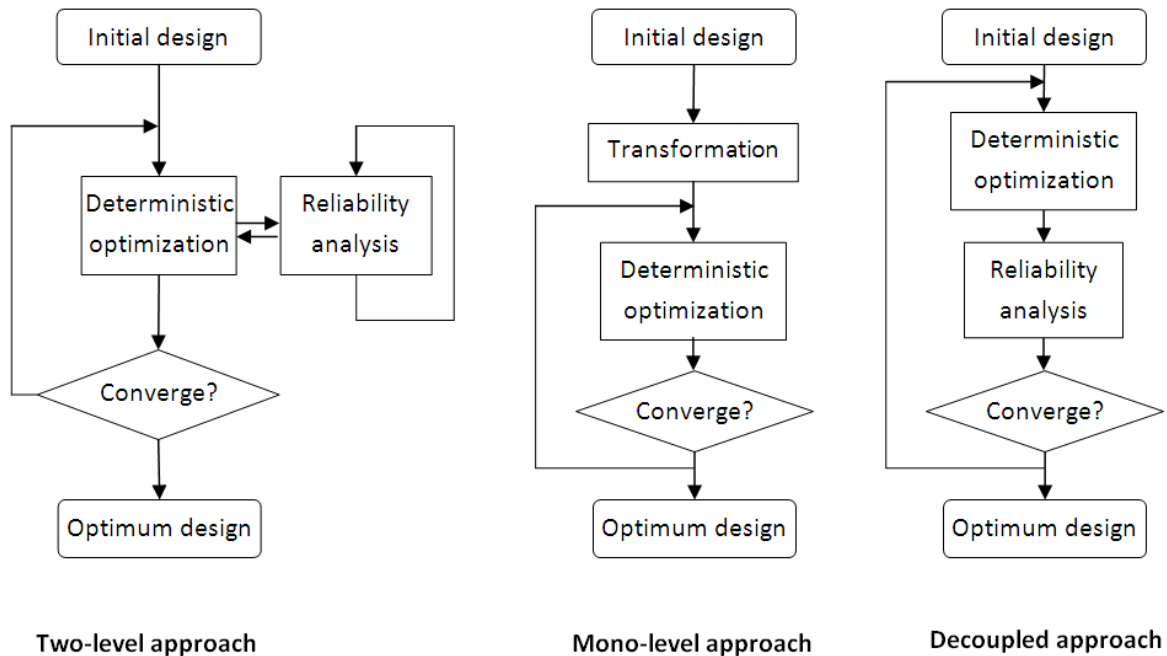 Initial design
Deterministic
optimization
Reliability
analysis
Converge?
Optimum design
Two-level approach
Initial design
Transformation
Deterministic
optimization
Converge?
Optimum design
Mono-level approach
Initial design
Deterministic
optimization
Reliability
analysis
Converge?
Optimum design
Decoupled approach